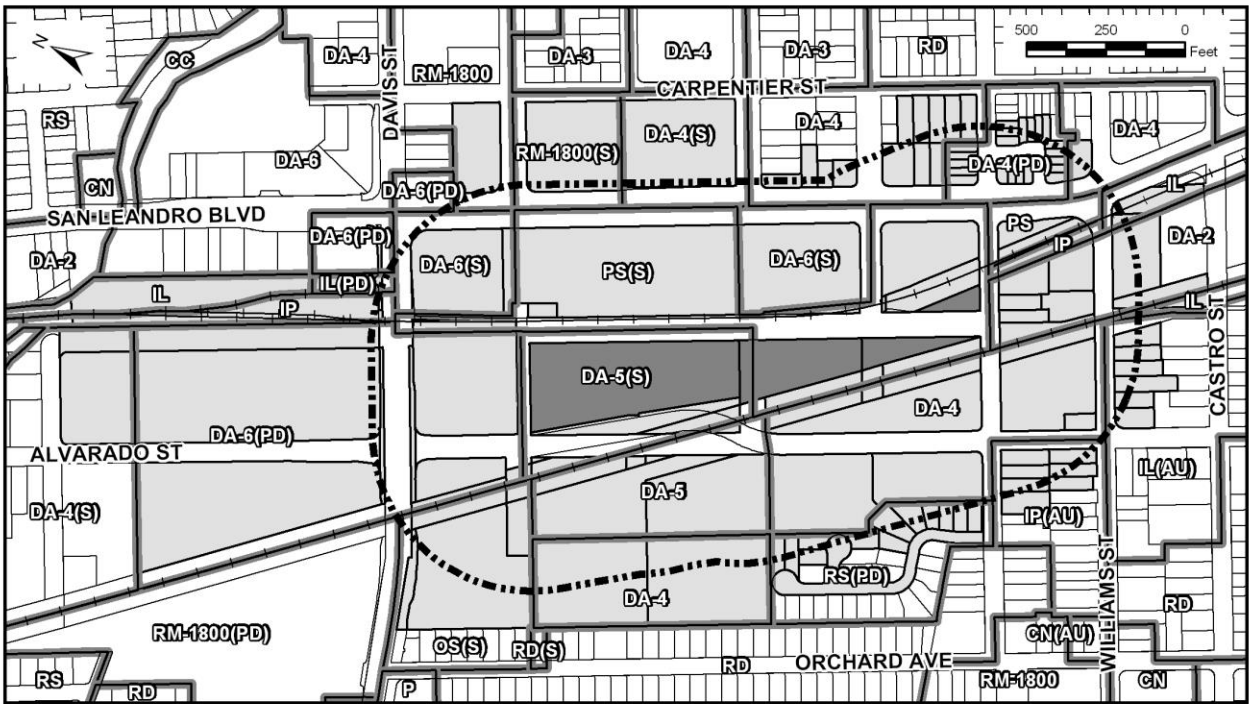 500 250 0
Feet
N
CC
DA-4
DAVIS ST
RM-1800
DA-3
DA-4
DA-3
RD
CARPENTIER ST
RS
DA-6
RM-1800(S)
DA-4(S)
DA-4
DA-4(PD)
DA-4
CN
DA-6(PD)
SAN LEANDRO BLVD
IL
DA-2
DA-6(PD)
DA-6(S)
PS(S)
DA-6(S)
PS
IP
DA-2
IL
IL(PD)
IP
IL
CASTRO ST
DA-5(S)
DA-4
DA-6(PD)
ALVARADO ST
DA-4(S)
DA-5
IL(AU)
IP(AU)
DA-4
RS(PD)
WILLIAMS ST
RD
RM-1800(PD)
OS(S)
RD(S)
RD
ORCHARD AVE
CN(AU)
RS
RD
P
RM-1800
CN